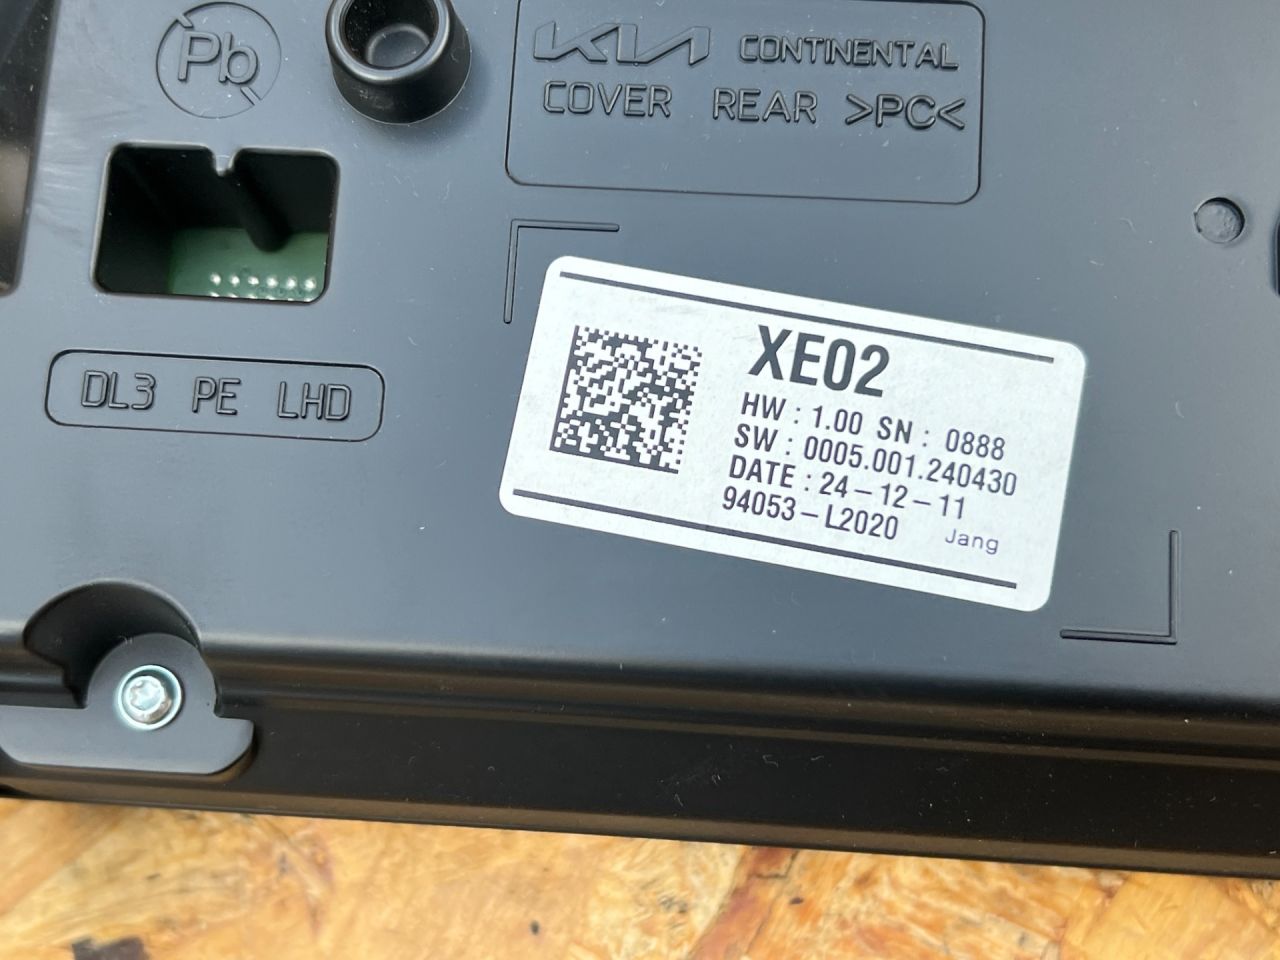 Pb
KIA CONTINENTAL
COVER REAR >PC<
DL3 PE LHD
XE02
HW : 1.00 SN : 0888
SW : 0005.001.240430
DATE : 24-12-11
94053-L2020 Jang